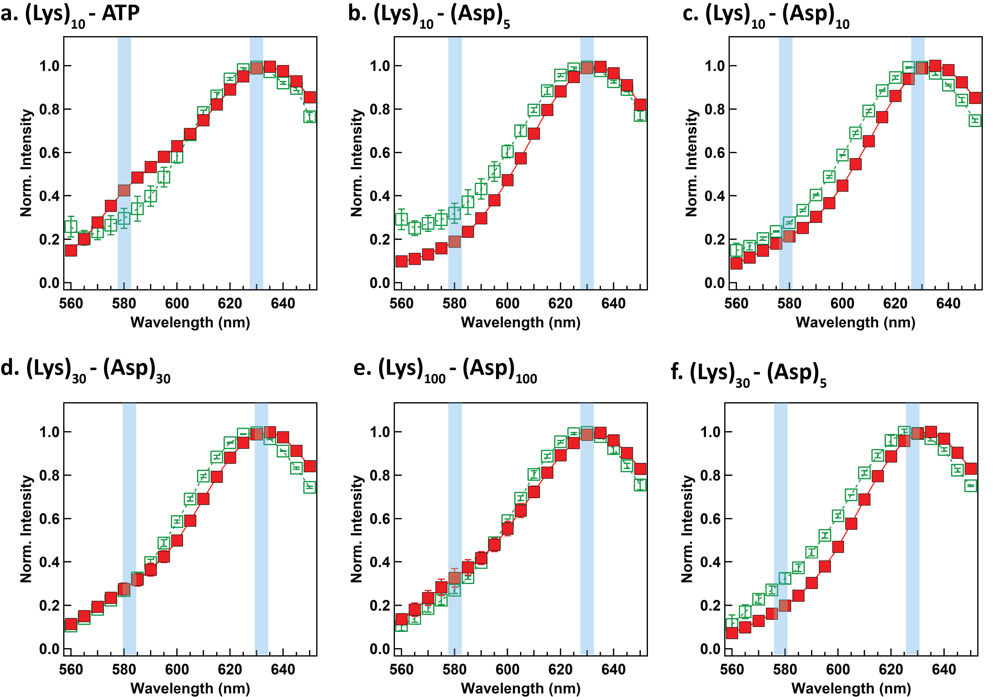 a. (Lys)10 - ATP
b. (Lys)10 - (Asp)5
c. (Lys)10 - (Asp)10
Norm. Intensity
1.0
0.8
0.6
0.4
0.2
0.0
560 580 600 620 640
Wavelength (nm)
Norm. Intensity
1.0
0.8
0.6
0.4
0.2
0.0
560 580 600 620 640
Wavelength (nm)
Norm. Intensity
1.0
0.8
0.6
0.4
0.2
0.0
560 580 600 620 640
Wavelength (nm)
d. (Lys)30 - (Asp)30
e. (Lys)100 - (Asp)100
f. (Lys)30 - (Asp)5
Norm. Intensity
1.0
0.8
0.6
0.4
0.2
0.0
560 580 600 620 640
Wavelength (nm)
Norm. Intensity
1.0
0.8
0.6
0.4
0.2
0.0
560 580 600 620 640
Wavelength (nm)
Norm. Intensity
1.0
0.8
0.6
0.4
0.2
0.0
560 580 600 620 640
Wavelength (nm)